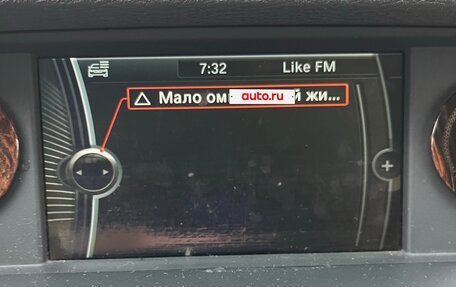 7:32 Like FM
Мало ом auto.ru й жи...
+